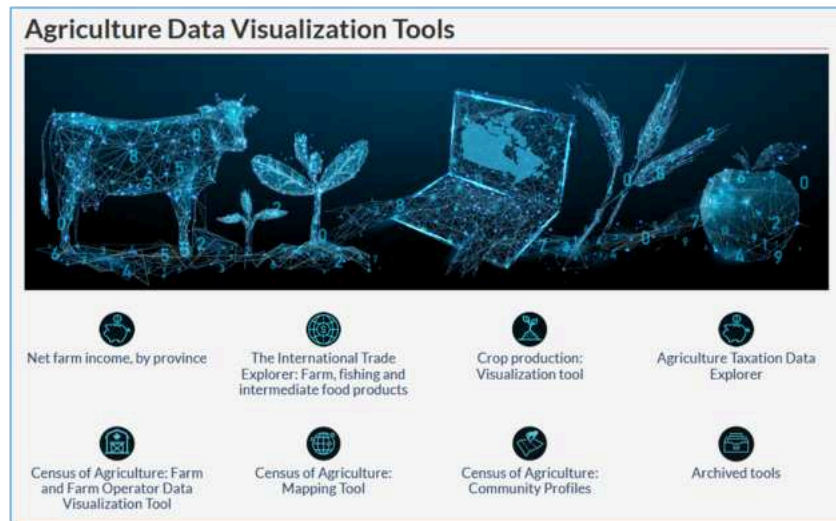 Agriculture Data Visualization Tools
Net farm income, by province
The International Trade
Explorer: Farm, fishing and
intermediate food products
Crop production:
Visualization tool
Agriculture Taxation Data
Explorer
Census of Agriculture: Farm
and Farm Operator Data
Visualization Tool
Census of Agriculture:
Mapping Tool
Census of Agriculture:
Community Profiles
Archived tools